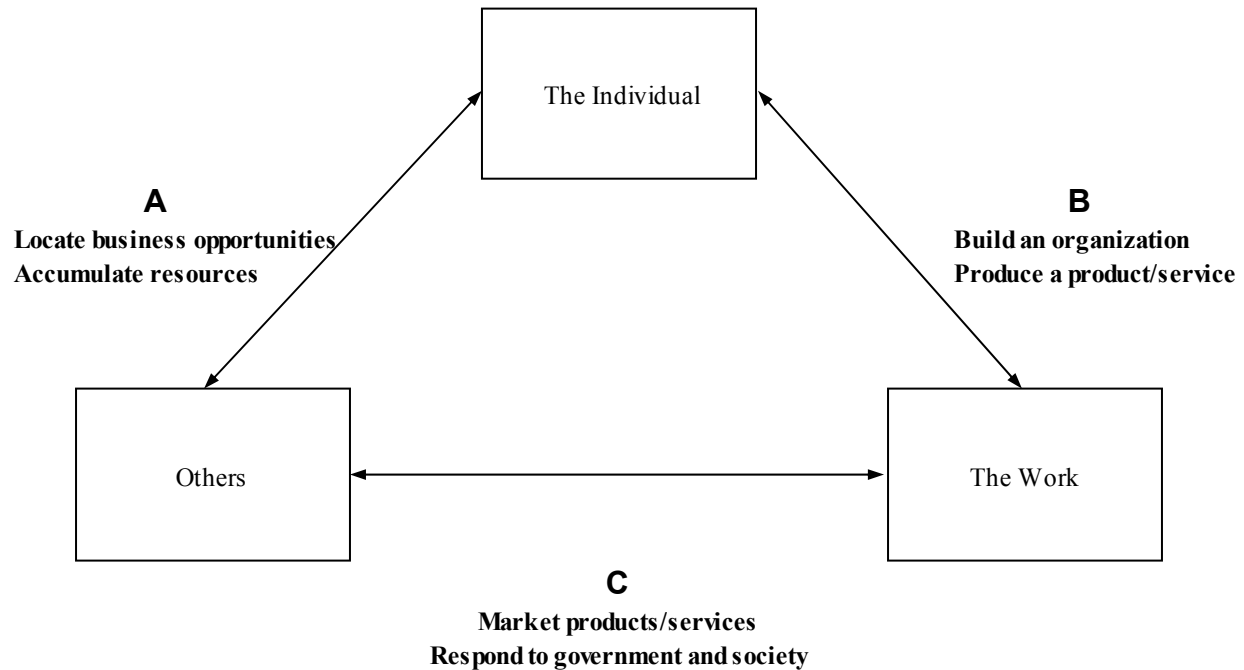 The Individual
A
Locate business opportunities
Accumulate resources
B
Build an organization
Produce a product/service
Others
The Work
C
Market products/services
Respond to government and society